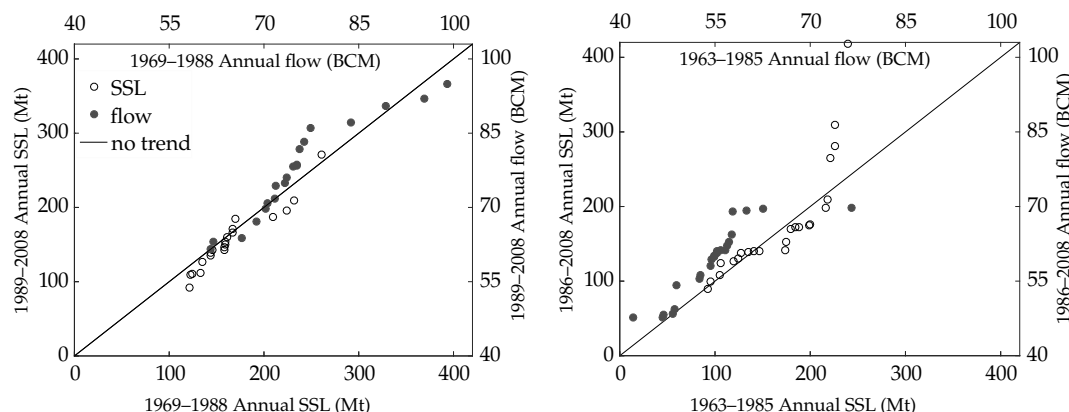 40 55 70 85 100
1969–1988 Annual flow (BCM)
SSL
flow
no trend
400
300
200
100
0
1989–2008 Annual SSL (Mt)
100
85
70
55
40
1989–2008 Annual flow (BCM)
0 100 200 300 400
1969–1988 Annual SSL (Mt)
40 55 70 85 100
1963–1985 Annual flow (BCM)
400
300
200
100
0
1986–2008 Annual SSL (Mt)
100
85
70
55
40
1986–2008 Annual flow (BCM)
0 100 200 300 400
1963–1985 Annual SSL (Mt)